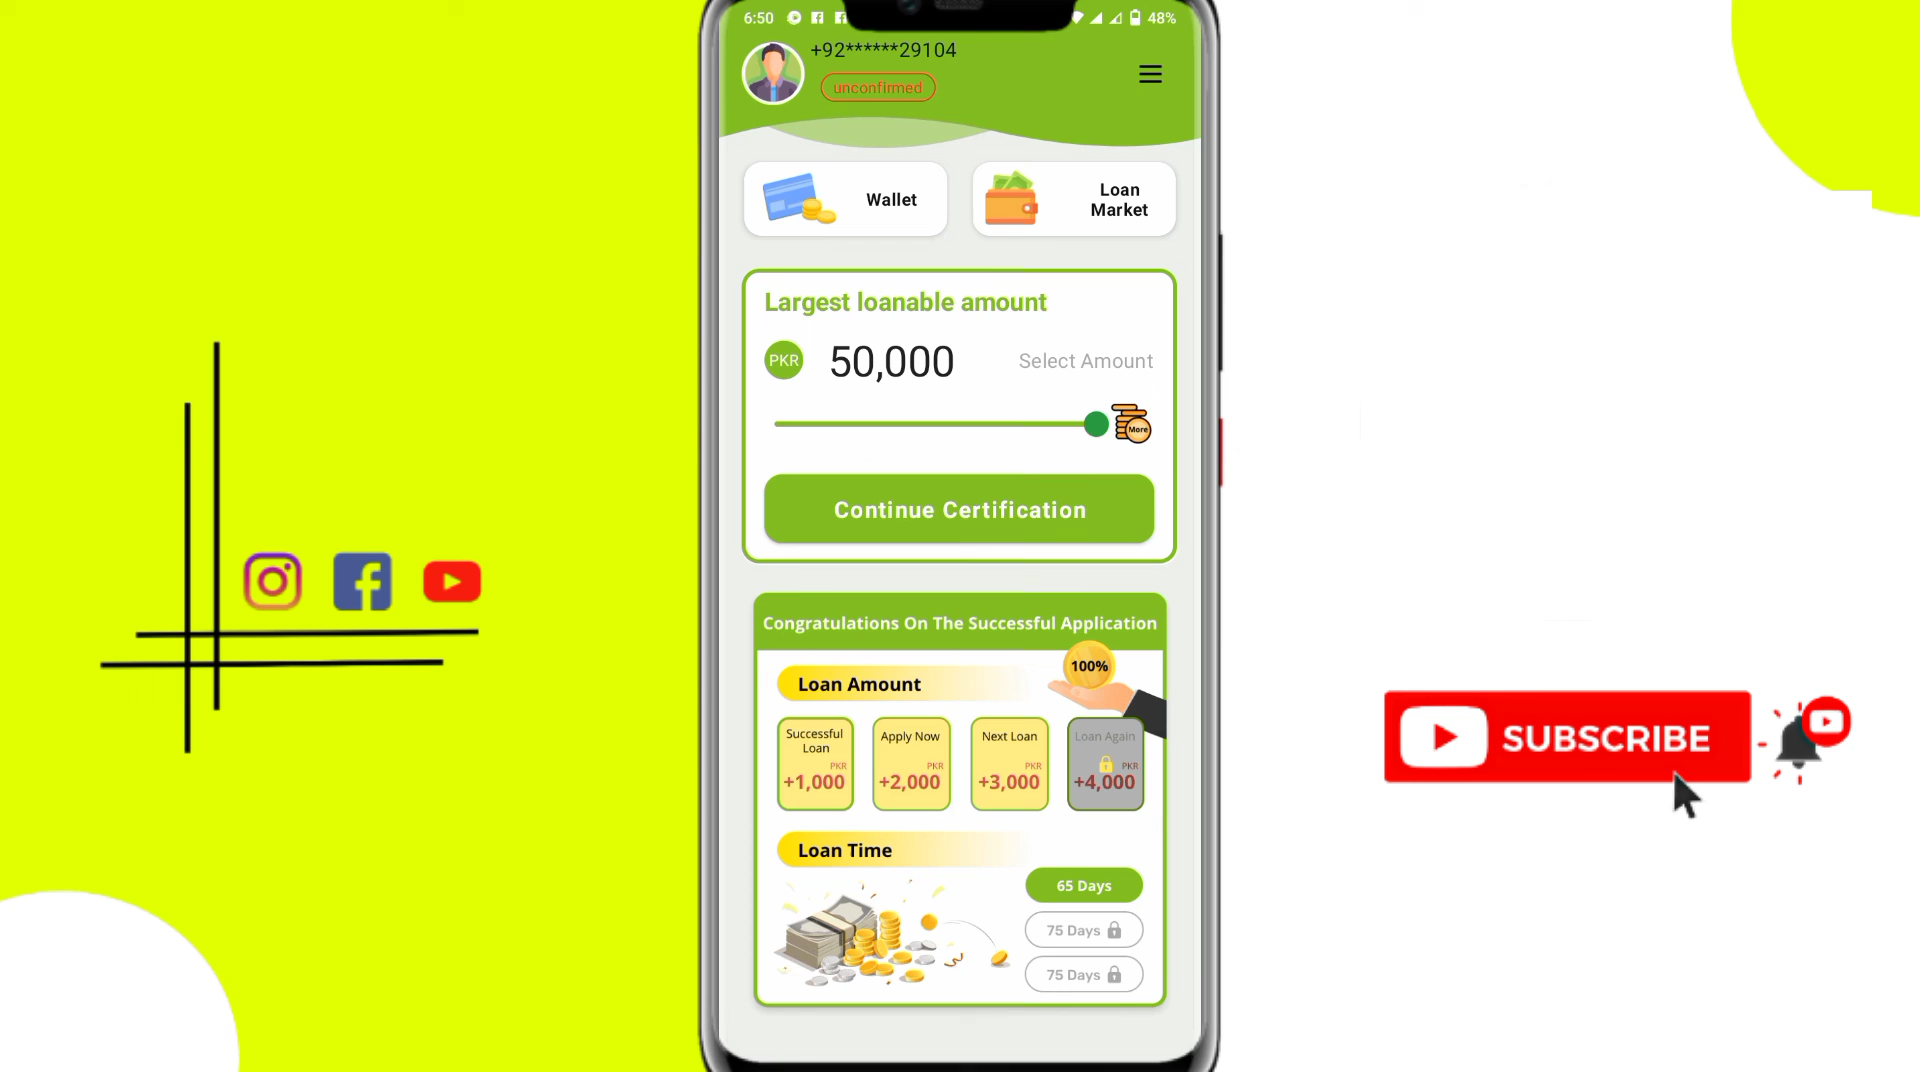 6:50
48%
+92******29104
unconfirmed
Wallet
Loan
Market
Largest loanable amount
PKR
50,000
Select Amount
More
Continue Certification
Congratulations On The Successful Application
100%
Loan Amount
Successful
Loan
PKR
+1,000
Apply Now
PKR
+2,000
Next Loan
PKR
+3,000
Loan Again
PKR
+4,000
Loan Time
65 Days
75 Days
75 Days
SUBSCRIBE